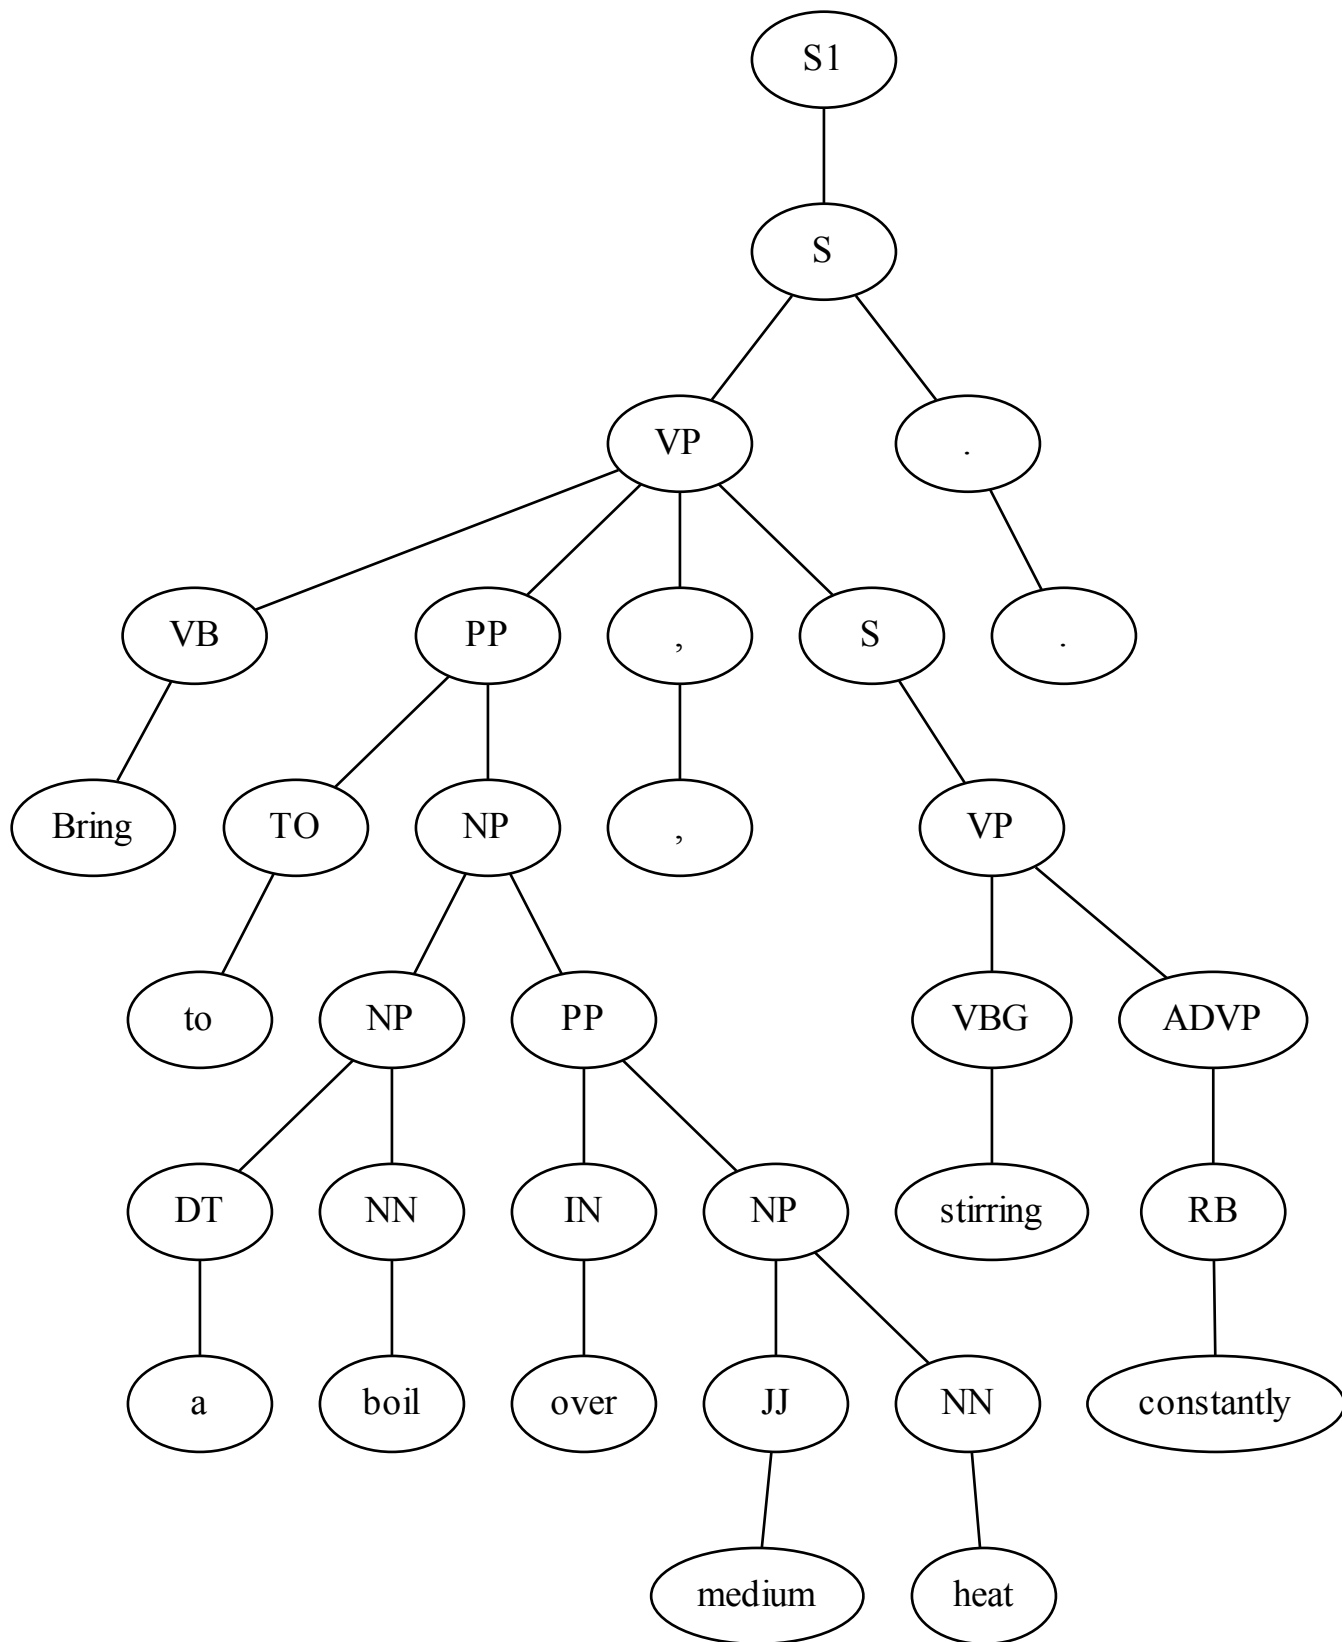 S1
S
VP .
VB PP , S .
Bring TO NP , VP
to NP PP VBG ADVP
DT NN IN NP stirring RB
a boil over JJ NN constantly
medium heat